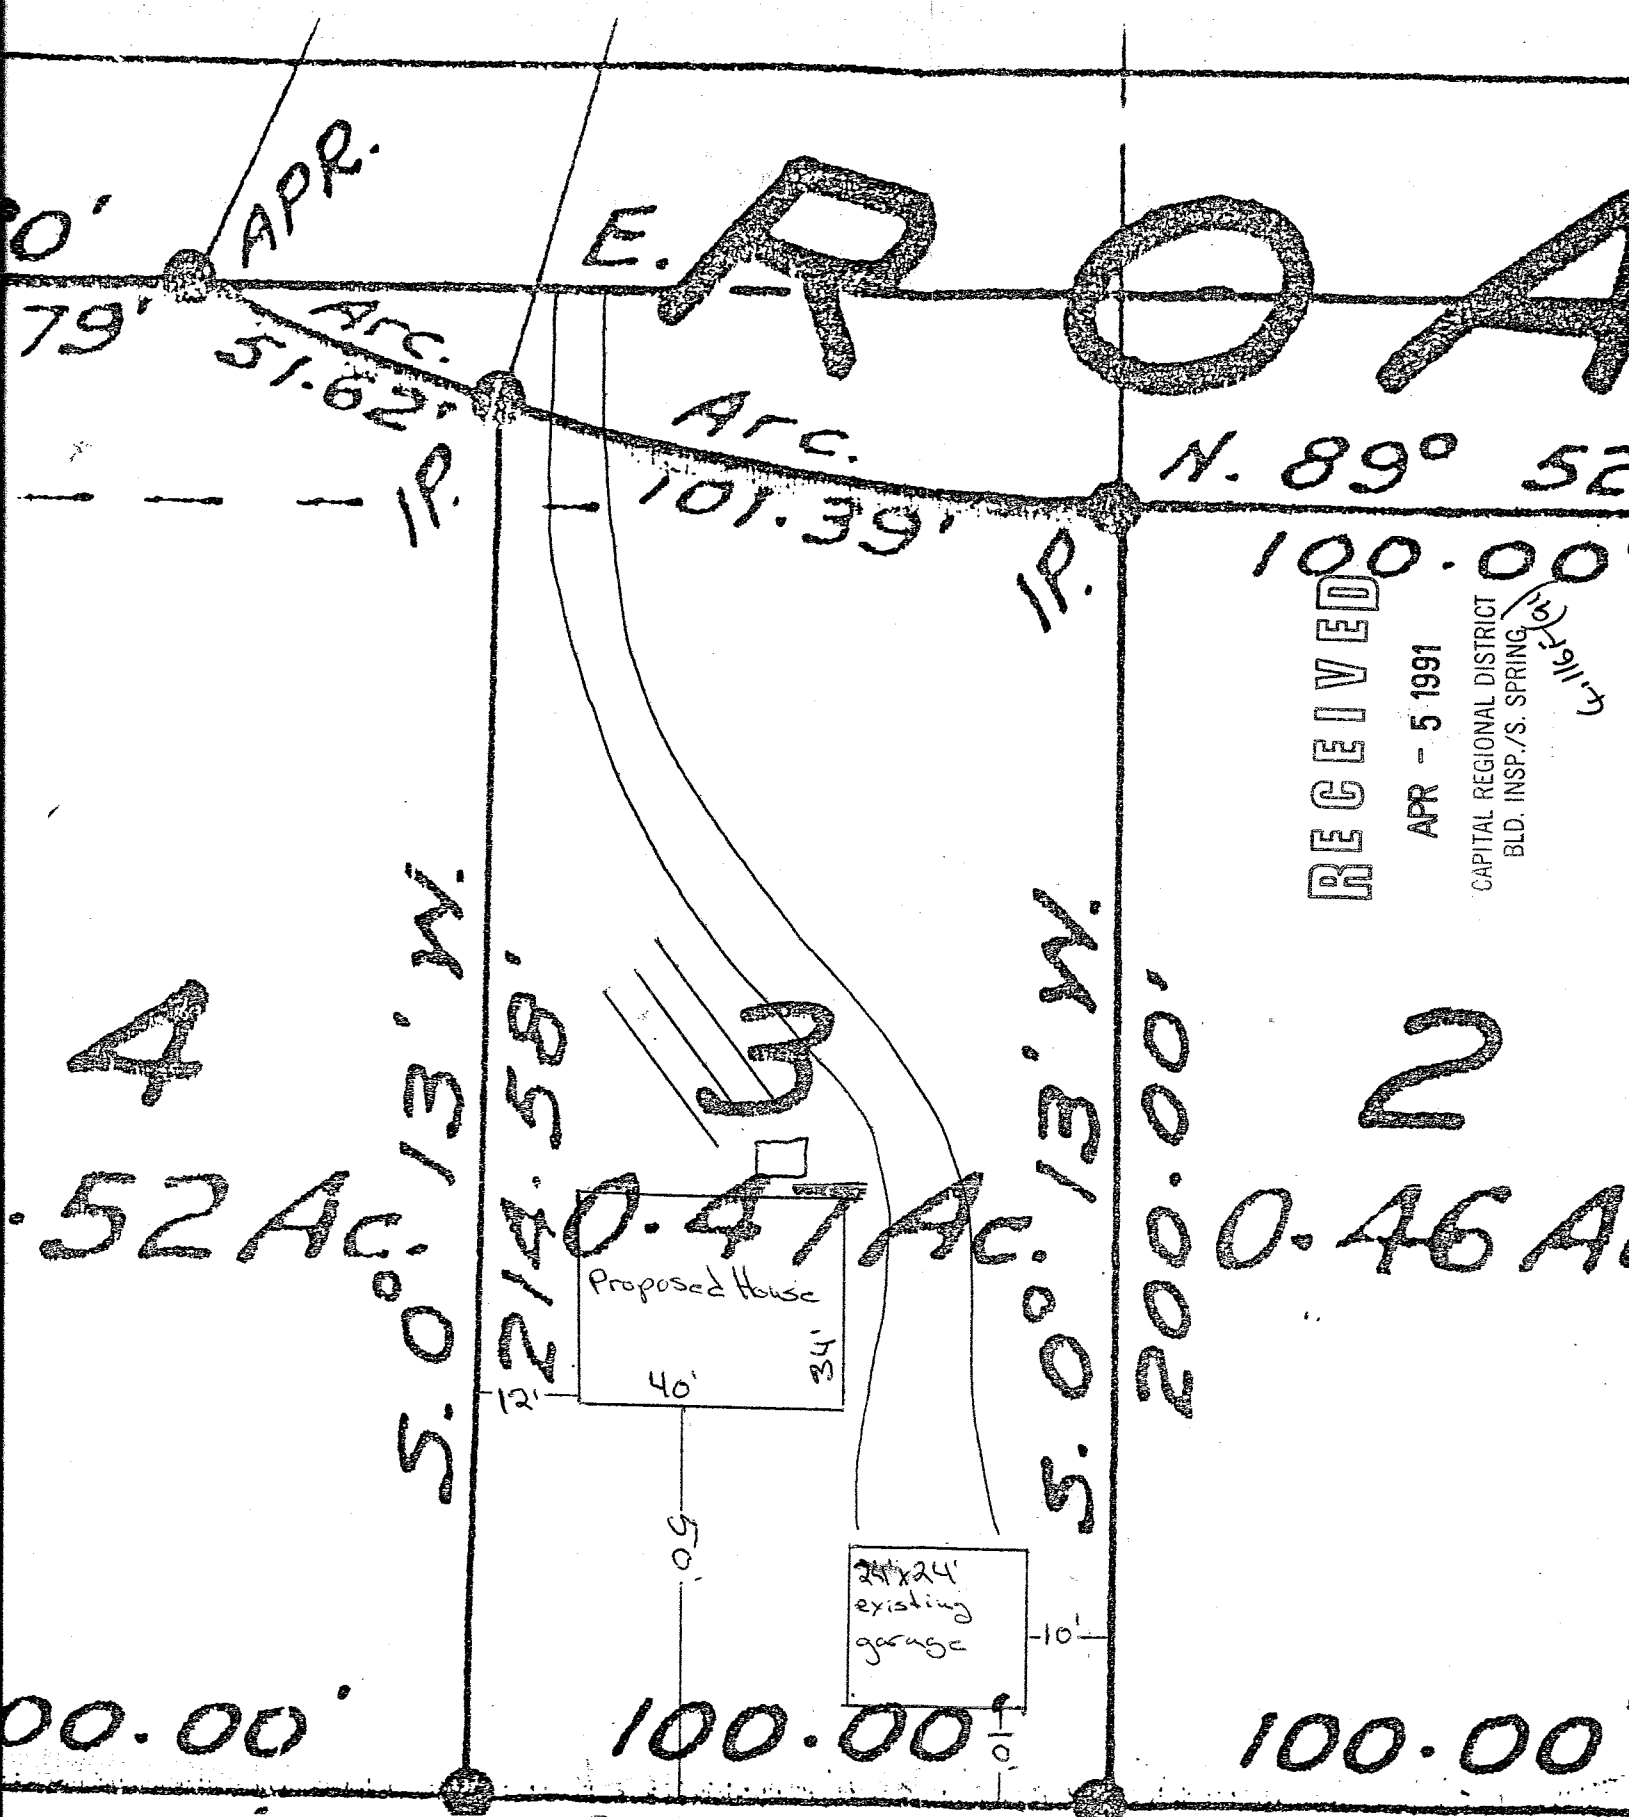 APR.
0'
E. ROA
79'
Arc.
51.62'
Arc.
101.39'
IP.
IP.
N. 89° 52
100.00'
RECEIVED
APR - 5 1991
CAPITAL REGIONAL DISTRICT
BLD. INSP./S. SPRING
S. 0° 13' W.
214.58'
S. 0° 13' W.
200.00'
4
.52 Ac.
3
0.47 Ac.
2
0.46 A
Proposed House
40'
34'
12'
50'
24'x24'
existing
garage
10'
10'
00.00'
100.00'
100.00'